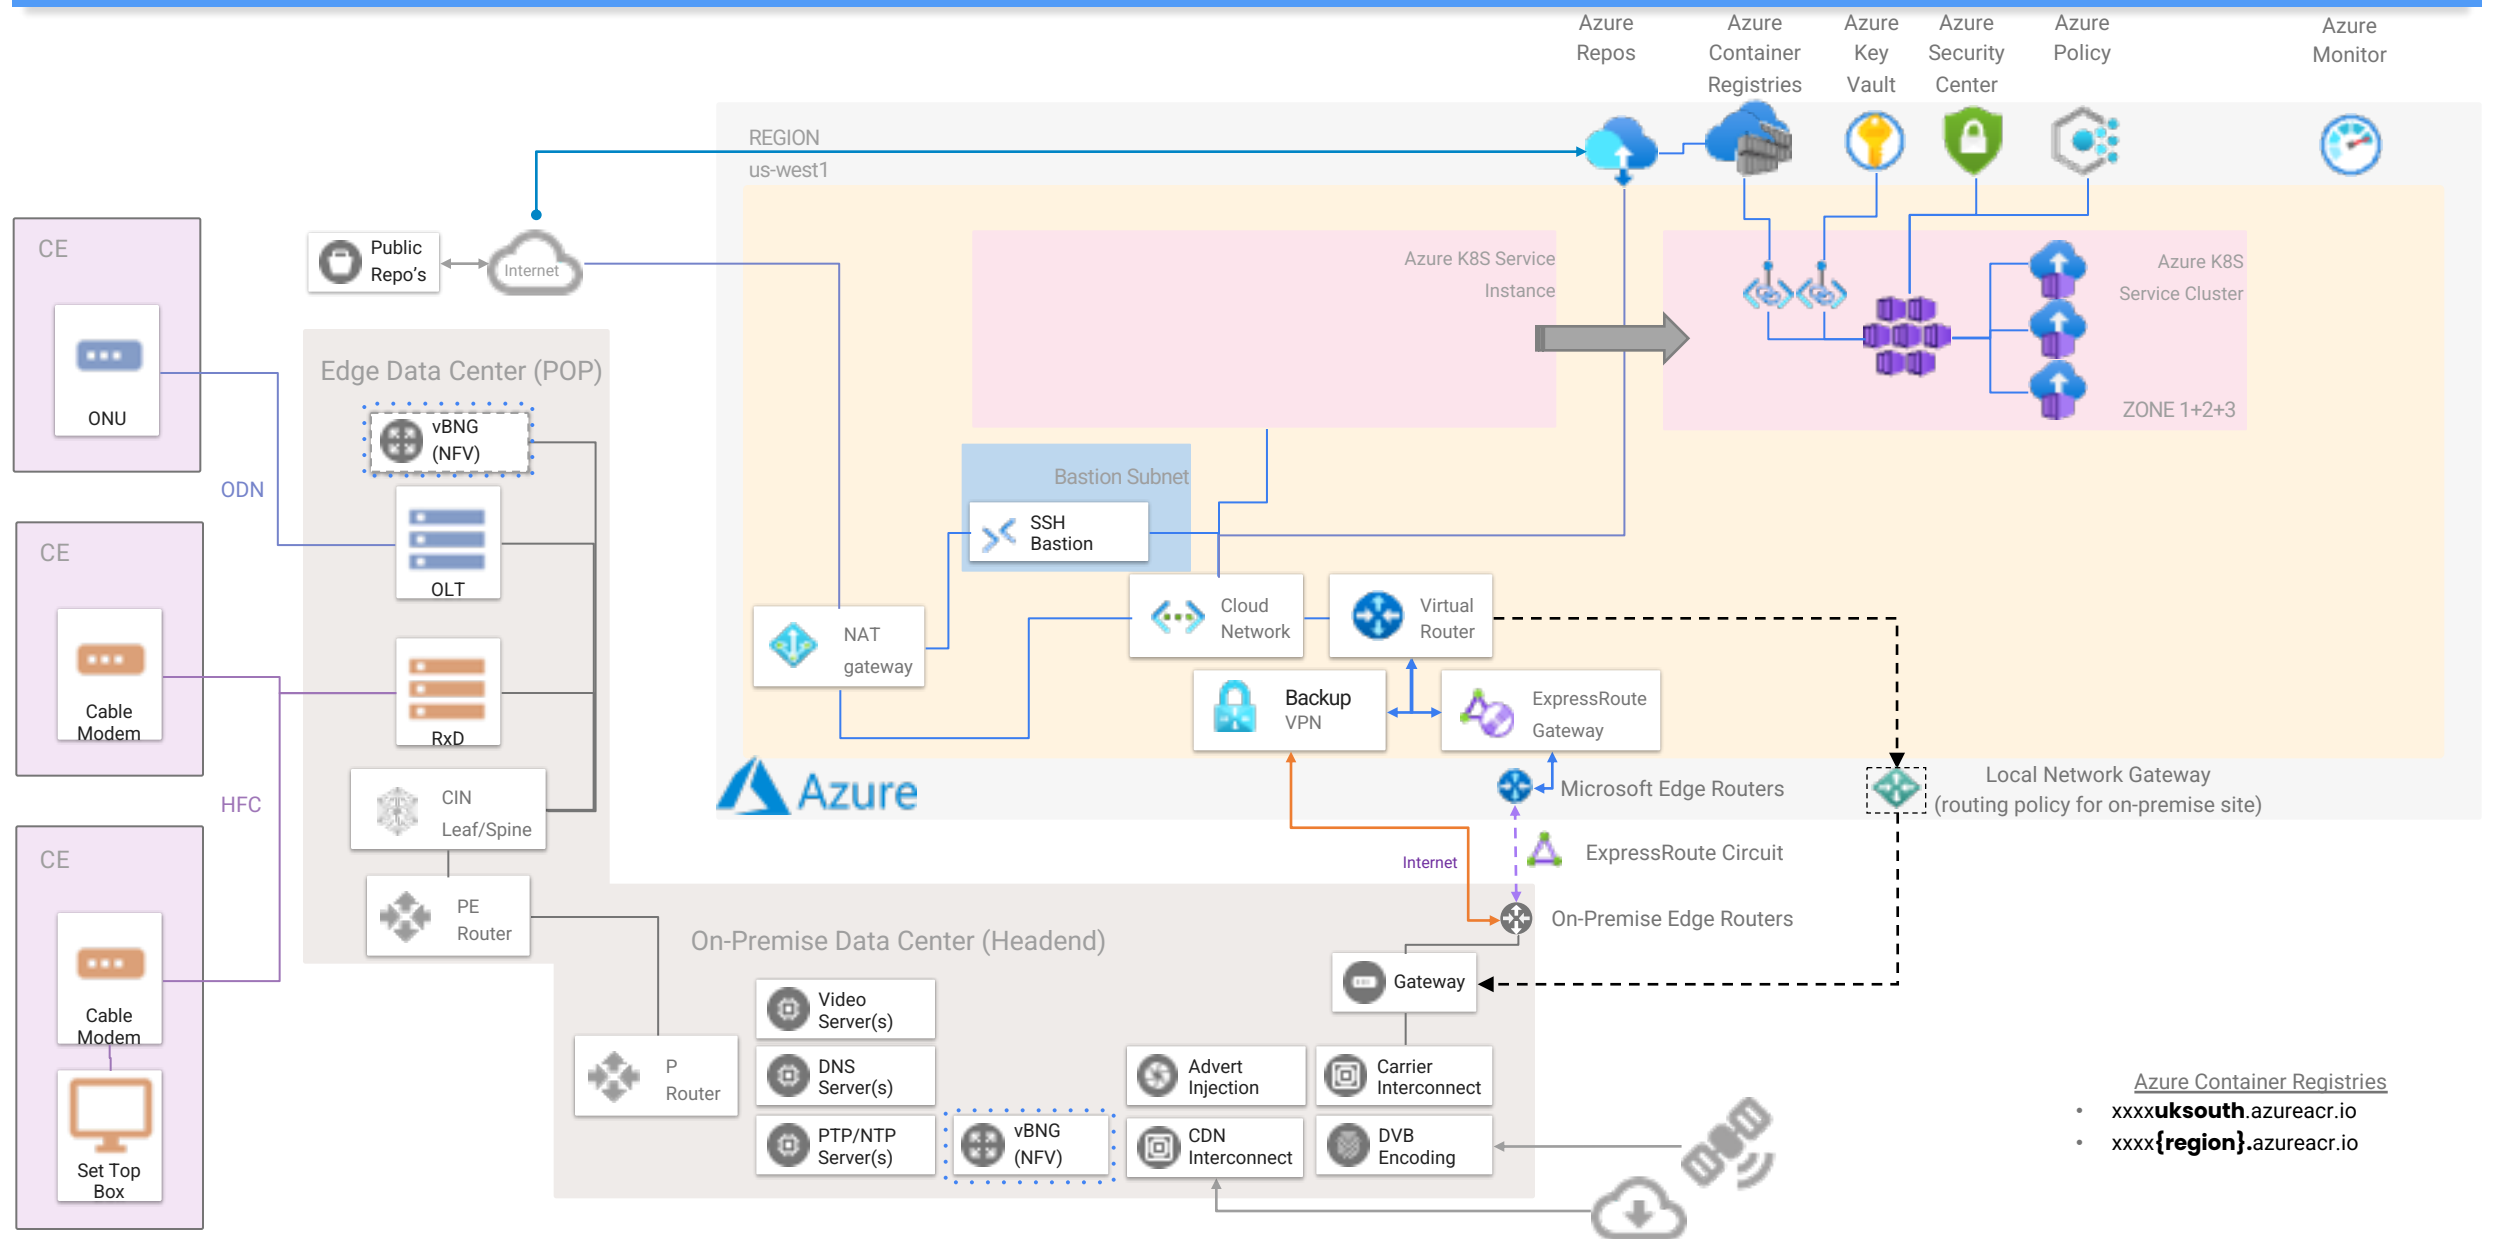 Azure
Repos
Azure
Container
Registries
Azure
Key
Vault
Azure
Security
Center
Azure
Policy
Azure
Monitor
REGION
us-west1
CE
ONU
ODN
CE
Cable
Modem
HFC
CE
Cable
Modem
Set Top
Box
Public
Repo’s
Internet
Edge Data Center (POP)
vBNG
(NFV)
OLT
RxD
CIN
Leaf/Spine
PE
Router
Azure K8S Service
Instance
Azure K8S
Service Cluster
ZONE 1+2+3
Bastion Subnet
SSH
Bastion
NAT
gateway
Cloud
Network
Virtual
Router
Backup
VPN
ExpressRoute
Gateway
Azure
Microsoft Edge Routers
Local Network Gateway
(routing policy for on-premise site)
Internet
ExpressRoute Circuit
On-Premise Edge Routers
On-Premise Data Center (Headend)
Gateway
P
Router
Video
Server(s)
DNS
Server(s)
PTP/NTP
Server(s)
vBNG
(NFV)
Advert
Injection
CDN
Interconnect
Carrier
Interconnect
DVB
Encoding
Azure Container Registries
• xxxxuksouth.azureacr.io
• xxxx{region}.azureacr.io